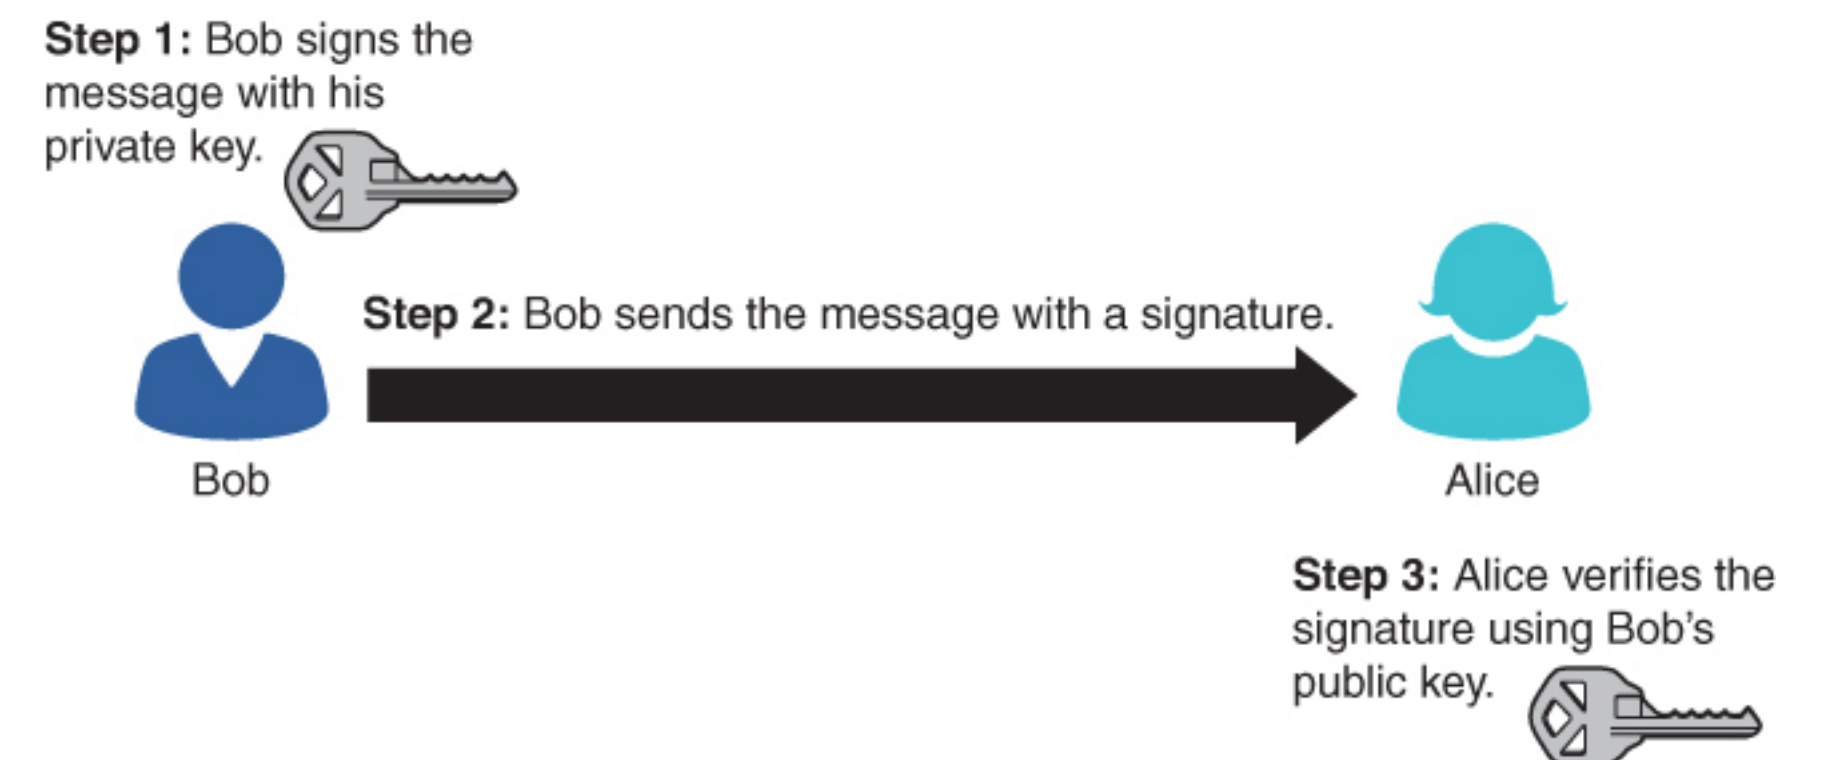 Step 1: Bob signs the
message with his
private key.
Step 2: Bob sends the message with a signature.
Bob
Alice
Step 3: Alice verifies the
signature using Bob’s
public key.